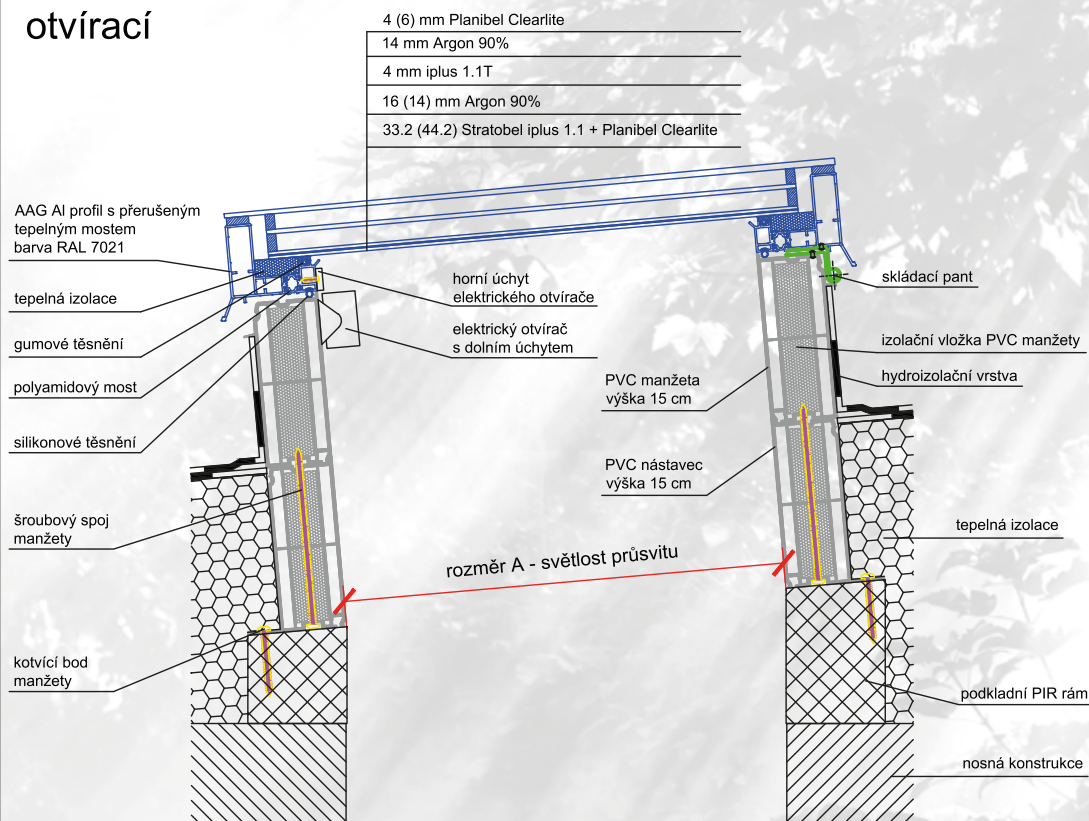 otvírací
4 (6) mm Planibel Clearlite
14 mm Argon 90%
4 mm iplus 1.1T
16 (14) mm Argon 90%
33.2 (44.2) Stratobel iplus 1.1 + Planibel Clearlite
AAG Al profil s přerušeným
tepelným mostem
barva RAL 7021
tepelná izolace
gumové těsnění
polyamidový most
silikonové těsnění
šroubový spoj
manžety
kotvící bod
manžety
horní úchyt
elektrického otvírače
elektrický otvírač
s dolním úchytem
PVC manžeta
výška 15 cm
PVC nástavec
výška 15 cm
rozměr A - světlost průsvitu
skládací pant
izolační vložka PVC manžety
hydroizolační vrstva
tepelná izolace
podkladní PIR rám
nosná konstrukce